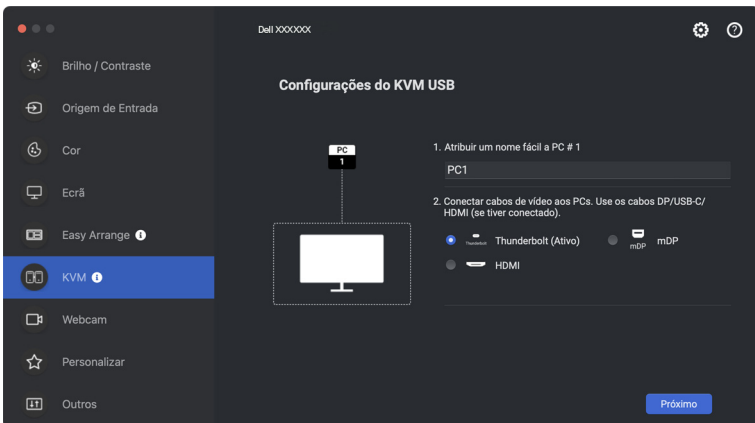 Dell XXXXXX
Brilho / Contraste
Origem de Entrada
Cor
Ecrã
Easy Arrange
KVM
Webcam
Personalizar
Outros
Configurações do KVM USB
PC
1
1. Atribuir um nome fácil a PC # 1
PC1
2. Conectar cabos de vídeo aos PCs. Use os cabos DP/USB-C/
HDMI (se tiver conectado).
Thunderbolt
Thunderbolt (Ativo)
mDP
mDP
HDMI
Próximo